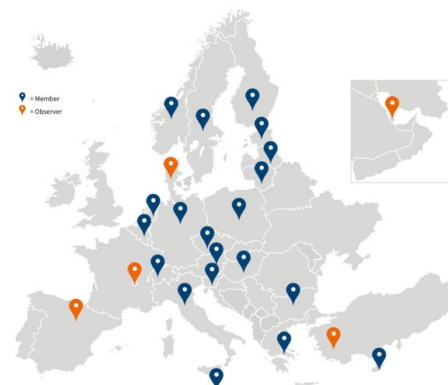 = Member
= Observer